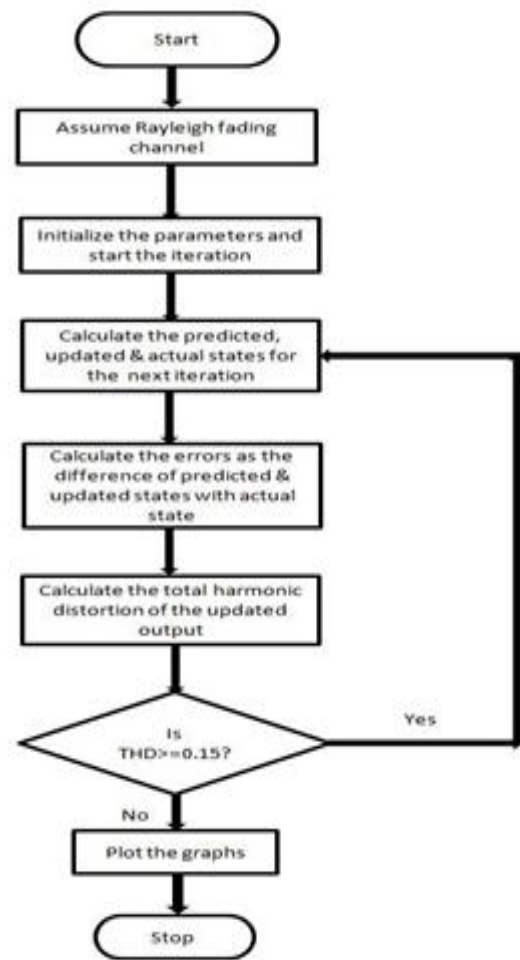 Start
Assume Rayleigh fading
channel
Initialize the parameters and
start the iteration
Calculate the predicted,
updated & actual states for
the next iteration
Calculate the errors as the
difference of predicted &
updated states with actual
state
Calculate the total harmonic
distortion of the updated
output
Is
THD>=0.15?
Yes
No
Plot the graphs
Stop